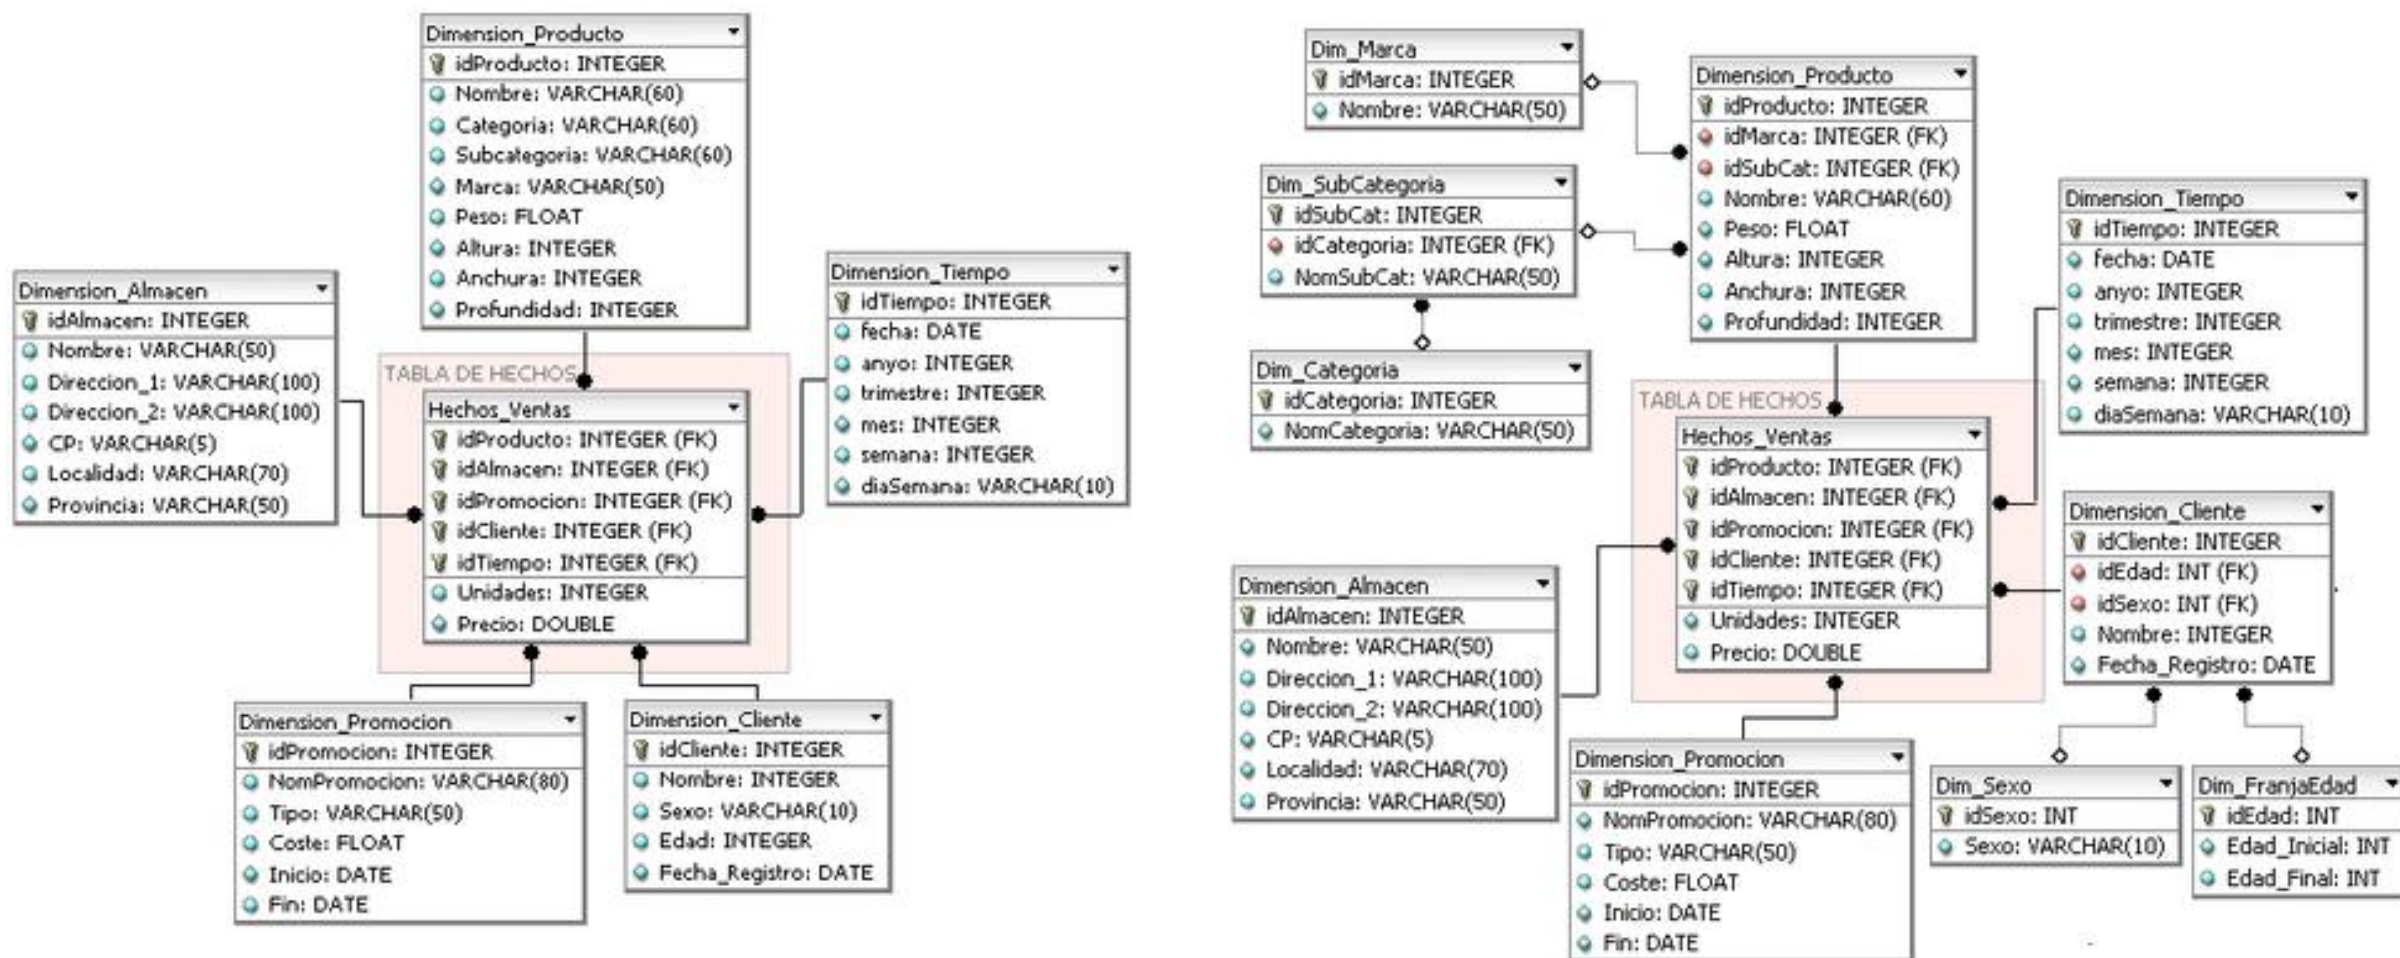 Dimension_Producto
idProducto: INTEGER
Nombre: VARCHAR(60)
Categoria: VARCHAR(60)
Subcategoria: VARCHAR(60)
Marca: VARCHAR(50)
Peso: FLOAT
Altura: INTEGER
Anchura: INTEGER
Profundidad: INTEGER
Dimension_Almacen
idAlmacen: INTEGER
Nombre: VARCHAR(50)
Direccion_1: VARCHAR(100)
Direccion_2: VARCHAR(100)
CP: VARCHAR(5)
Localidad: VARCHAR(70)
Provincia: VARCHAR(50)
Dimension_Tiempo
idTiempo: INTEGER
fecha: DATE
anyo: INTEGER
trimestre: INTEGER
mes: INTEGER
semana: INTEGER
diaSemana: VARCHAR(10)
TABLA DE HECHOS
Hechos_Ventas
idProducto: INTEGER (FK)
idAlmacen: INTEGER (FK)
idPromocion: INTEGER (FK)
idCliente: INTEGER (FK)
idTiempo: INTEGER (FK)
Unidades: INTEGER
Precio: DOUBLE
Dimension_Promocion
idPromocion: INTEGER
NomPromocion: VARCHAR(80)
Tipo: VARCHAR(50)
Coste: FLOAT
Inicio: DATE
Fin: DATE
Dimension_Cliente
idCliente: INTEGER
Nombre: INTEGER
Sexo: VARCHAR(10)
Edad: INTEGER
Fecha_Registro: DATE
Dim_Marca
idMarca: INTEGER
Nombre: VARCHAR(50)
Dimension_Producto
idProducto: INTEGER
idMarca: INTEGER (FK)
idSubCat: INTEGER (FK)
Nombre: VARCHAR(60)
Peso: FLOAT
Altura: INTEGER
Anchura: INTEGER
Profundidad: INTEGER
Dim_SubCategoria
idSubCat: INTEGER
idCategoria: INTEGER (FK)
NomSubCat: VARCHAR(50)
Dim_Categoria
idCategoria: INTEGER
NomCategoria: VARCHAR(50)
Dimension_Tiempo
idTiempo: INTEGER
fecha: DATE
anyo: INTEGER
trimestre: INTEGER
mes: INTEGER
semana: INTEGER
diaSemana: VARCHAR(10)
TABLA DE HECHOS
Hechos_Ventas
idProducto: INTEGER (FK)
idAlmacen: INTEGER (FK)
idPromocion: INTEGER (FK)
idCliente: INTEGER (FK)
idTiempo: INTEGER (FK)
Unidades: INTEGER
Precio: DOUBLE
Dimension_Cliente
idCliente: INTEGER
idEdad: INT (FK)
idSexo: INT (FK)
Nombre: INTEGER
Fecha_Registro: DATE
Dimension_Almacen
idAlmacen: INTEGER
Nombre: VARCHAR(50)
Direccion_1: VARCHAR(100)
Direccion_2: VARCHAR(100)
CP: VARCHAR(5)
Localidad: VARCHAR(70)
Provincia: VARCHAR(50)
Dimension_Promocion
idPromocion: INTEGER
NomPromocion: VARCHAR(80)
Tipo: VARCHAR(50)
Coste: FLOAT
Inicio: DATE
Fin: DATE
Dim_Sexo
idSexo: INT
Sexo: VARCHAR(10)
Dim_FranjaEdad
idEdad: INT
Edad_Inicial: INT
Edad_Final: INT